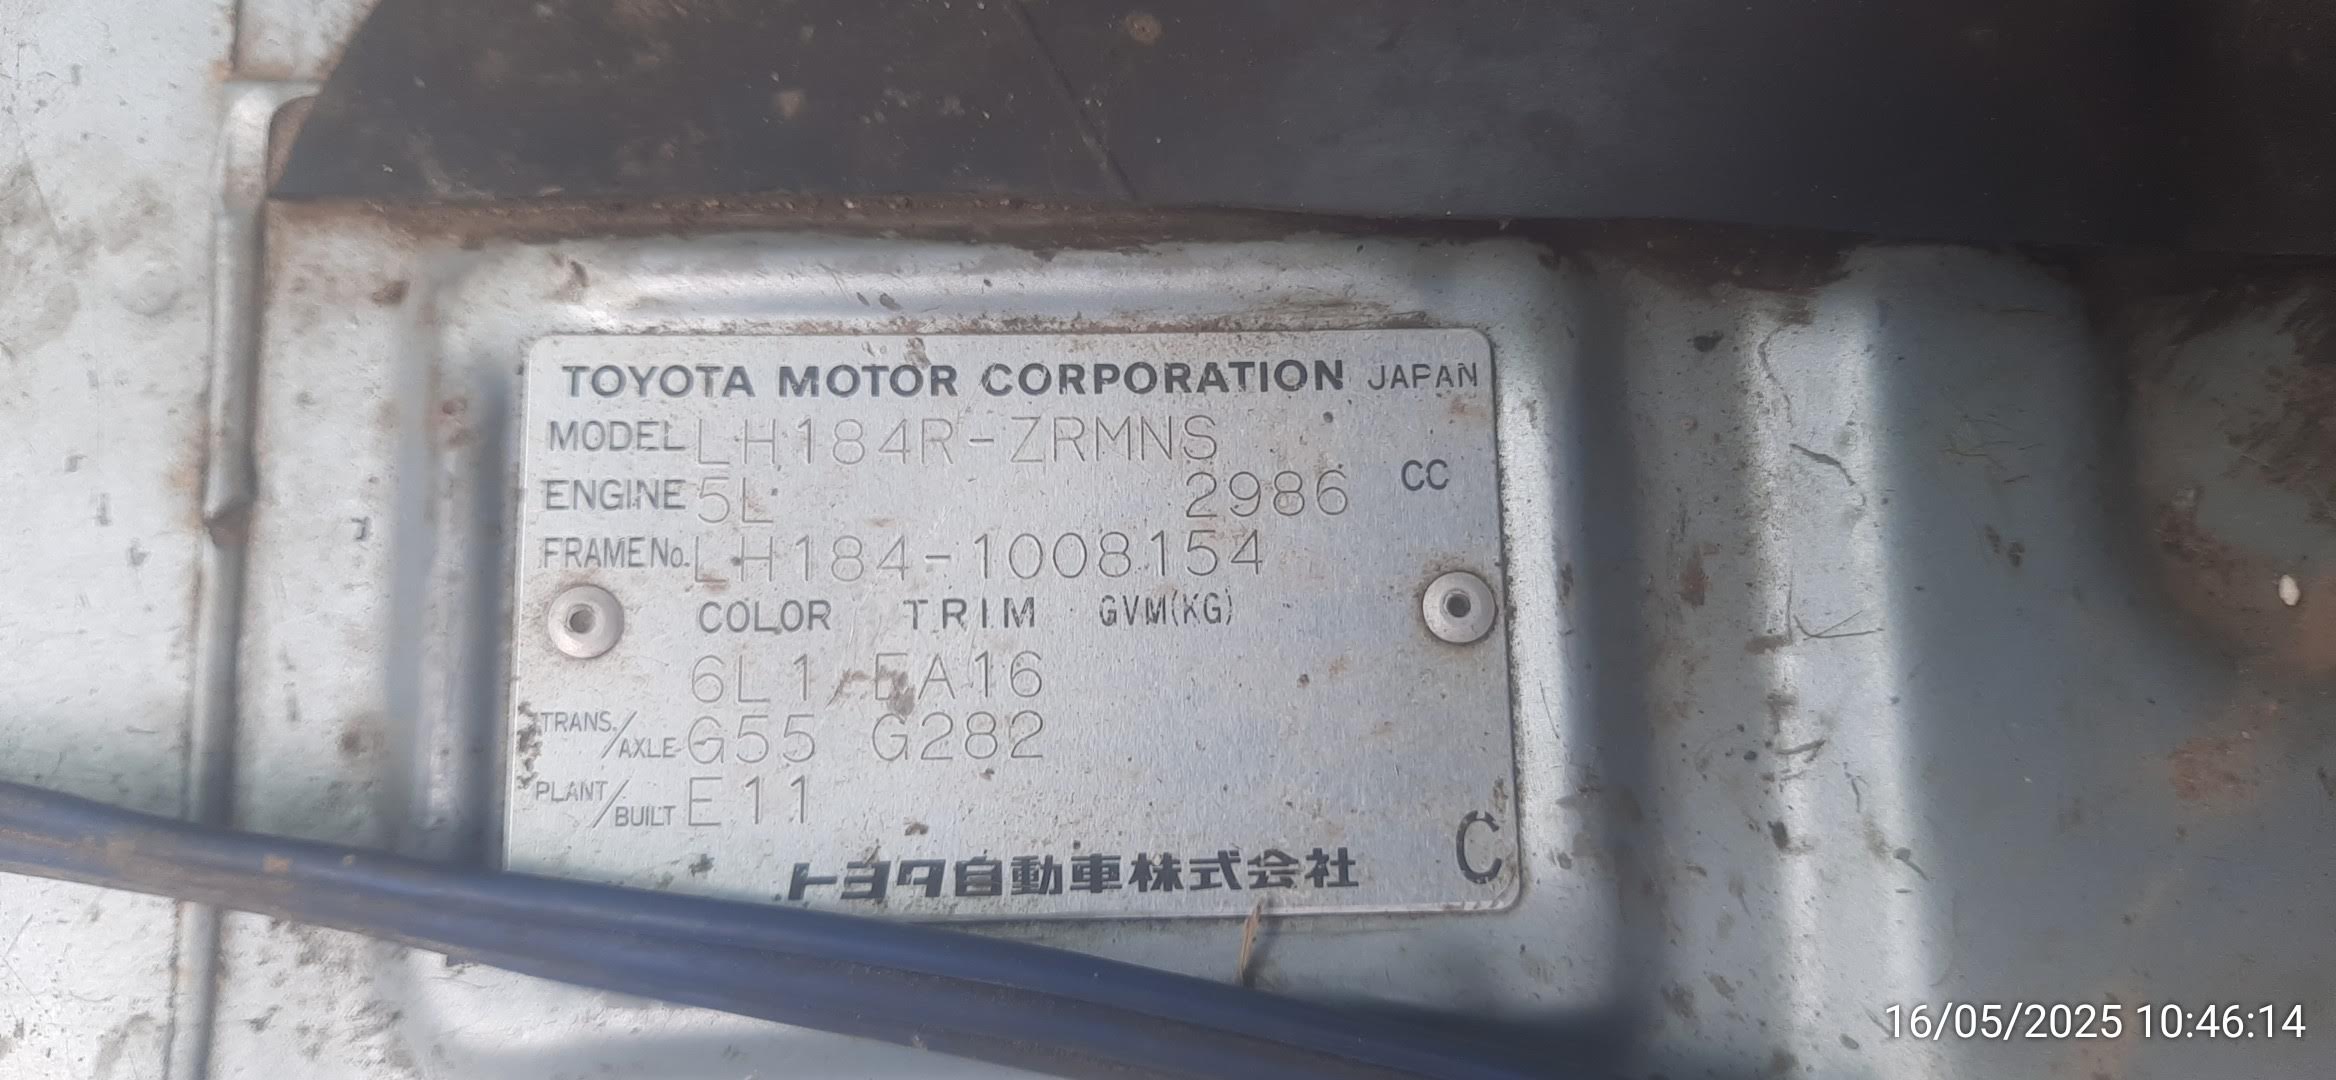 TOYOTA MOTOR CORPORATION JAPAN
MODEL LH184R-ZRMNS
ENGINE 5L 2986 CC
FRAME No. LH184-1008154
COLOR TRIM GVM(KG)
6L1 EA16
TRANS./AXLE G55 G282
PLANT/BUILT E11
トヨタ自動車株式会社 C
16/05/2025 10:46:14